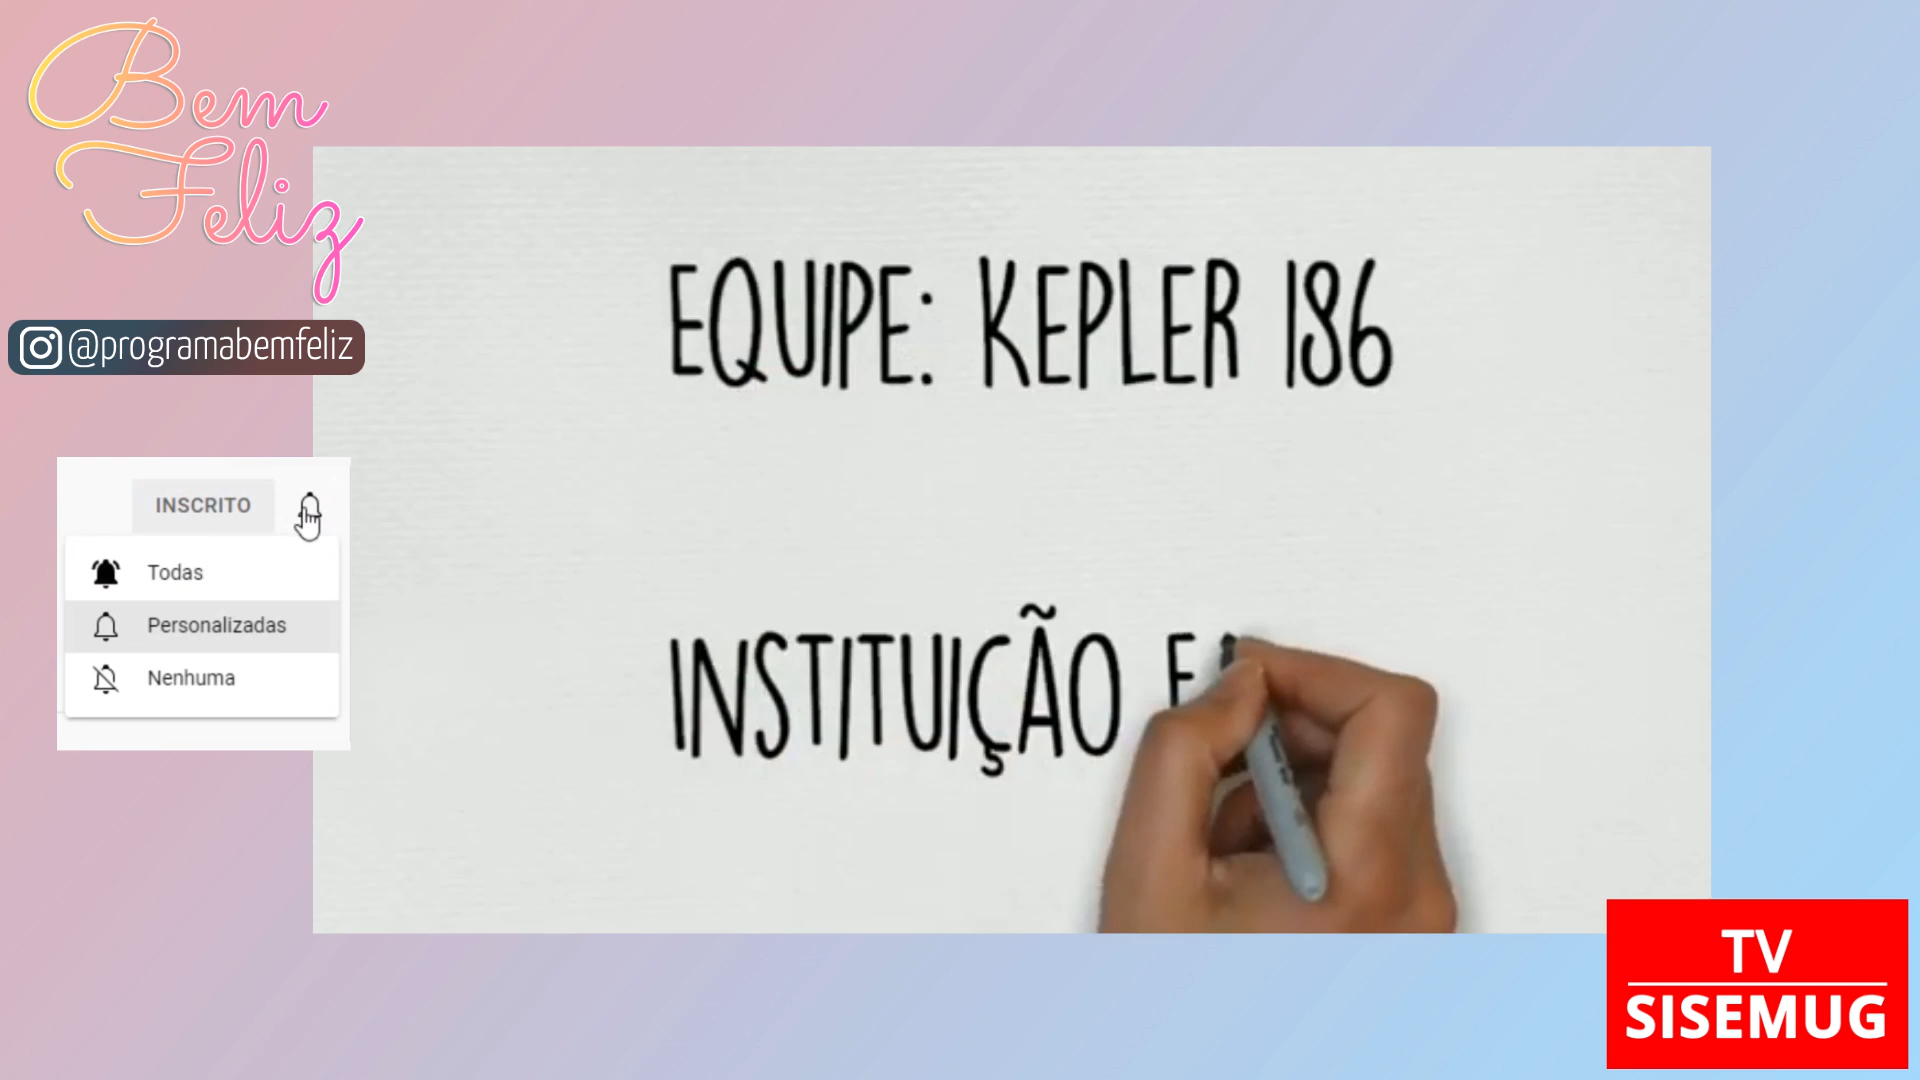 Bem
Feliz
@programabemfeliz
EQUIPE: KEPLER 186
INSCRITO
Todas
Personalizadas
Nenhuma
INSTITUIÇÃO
TV
SISEMUG